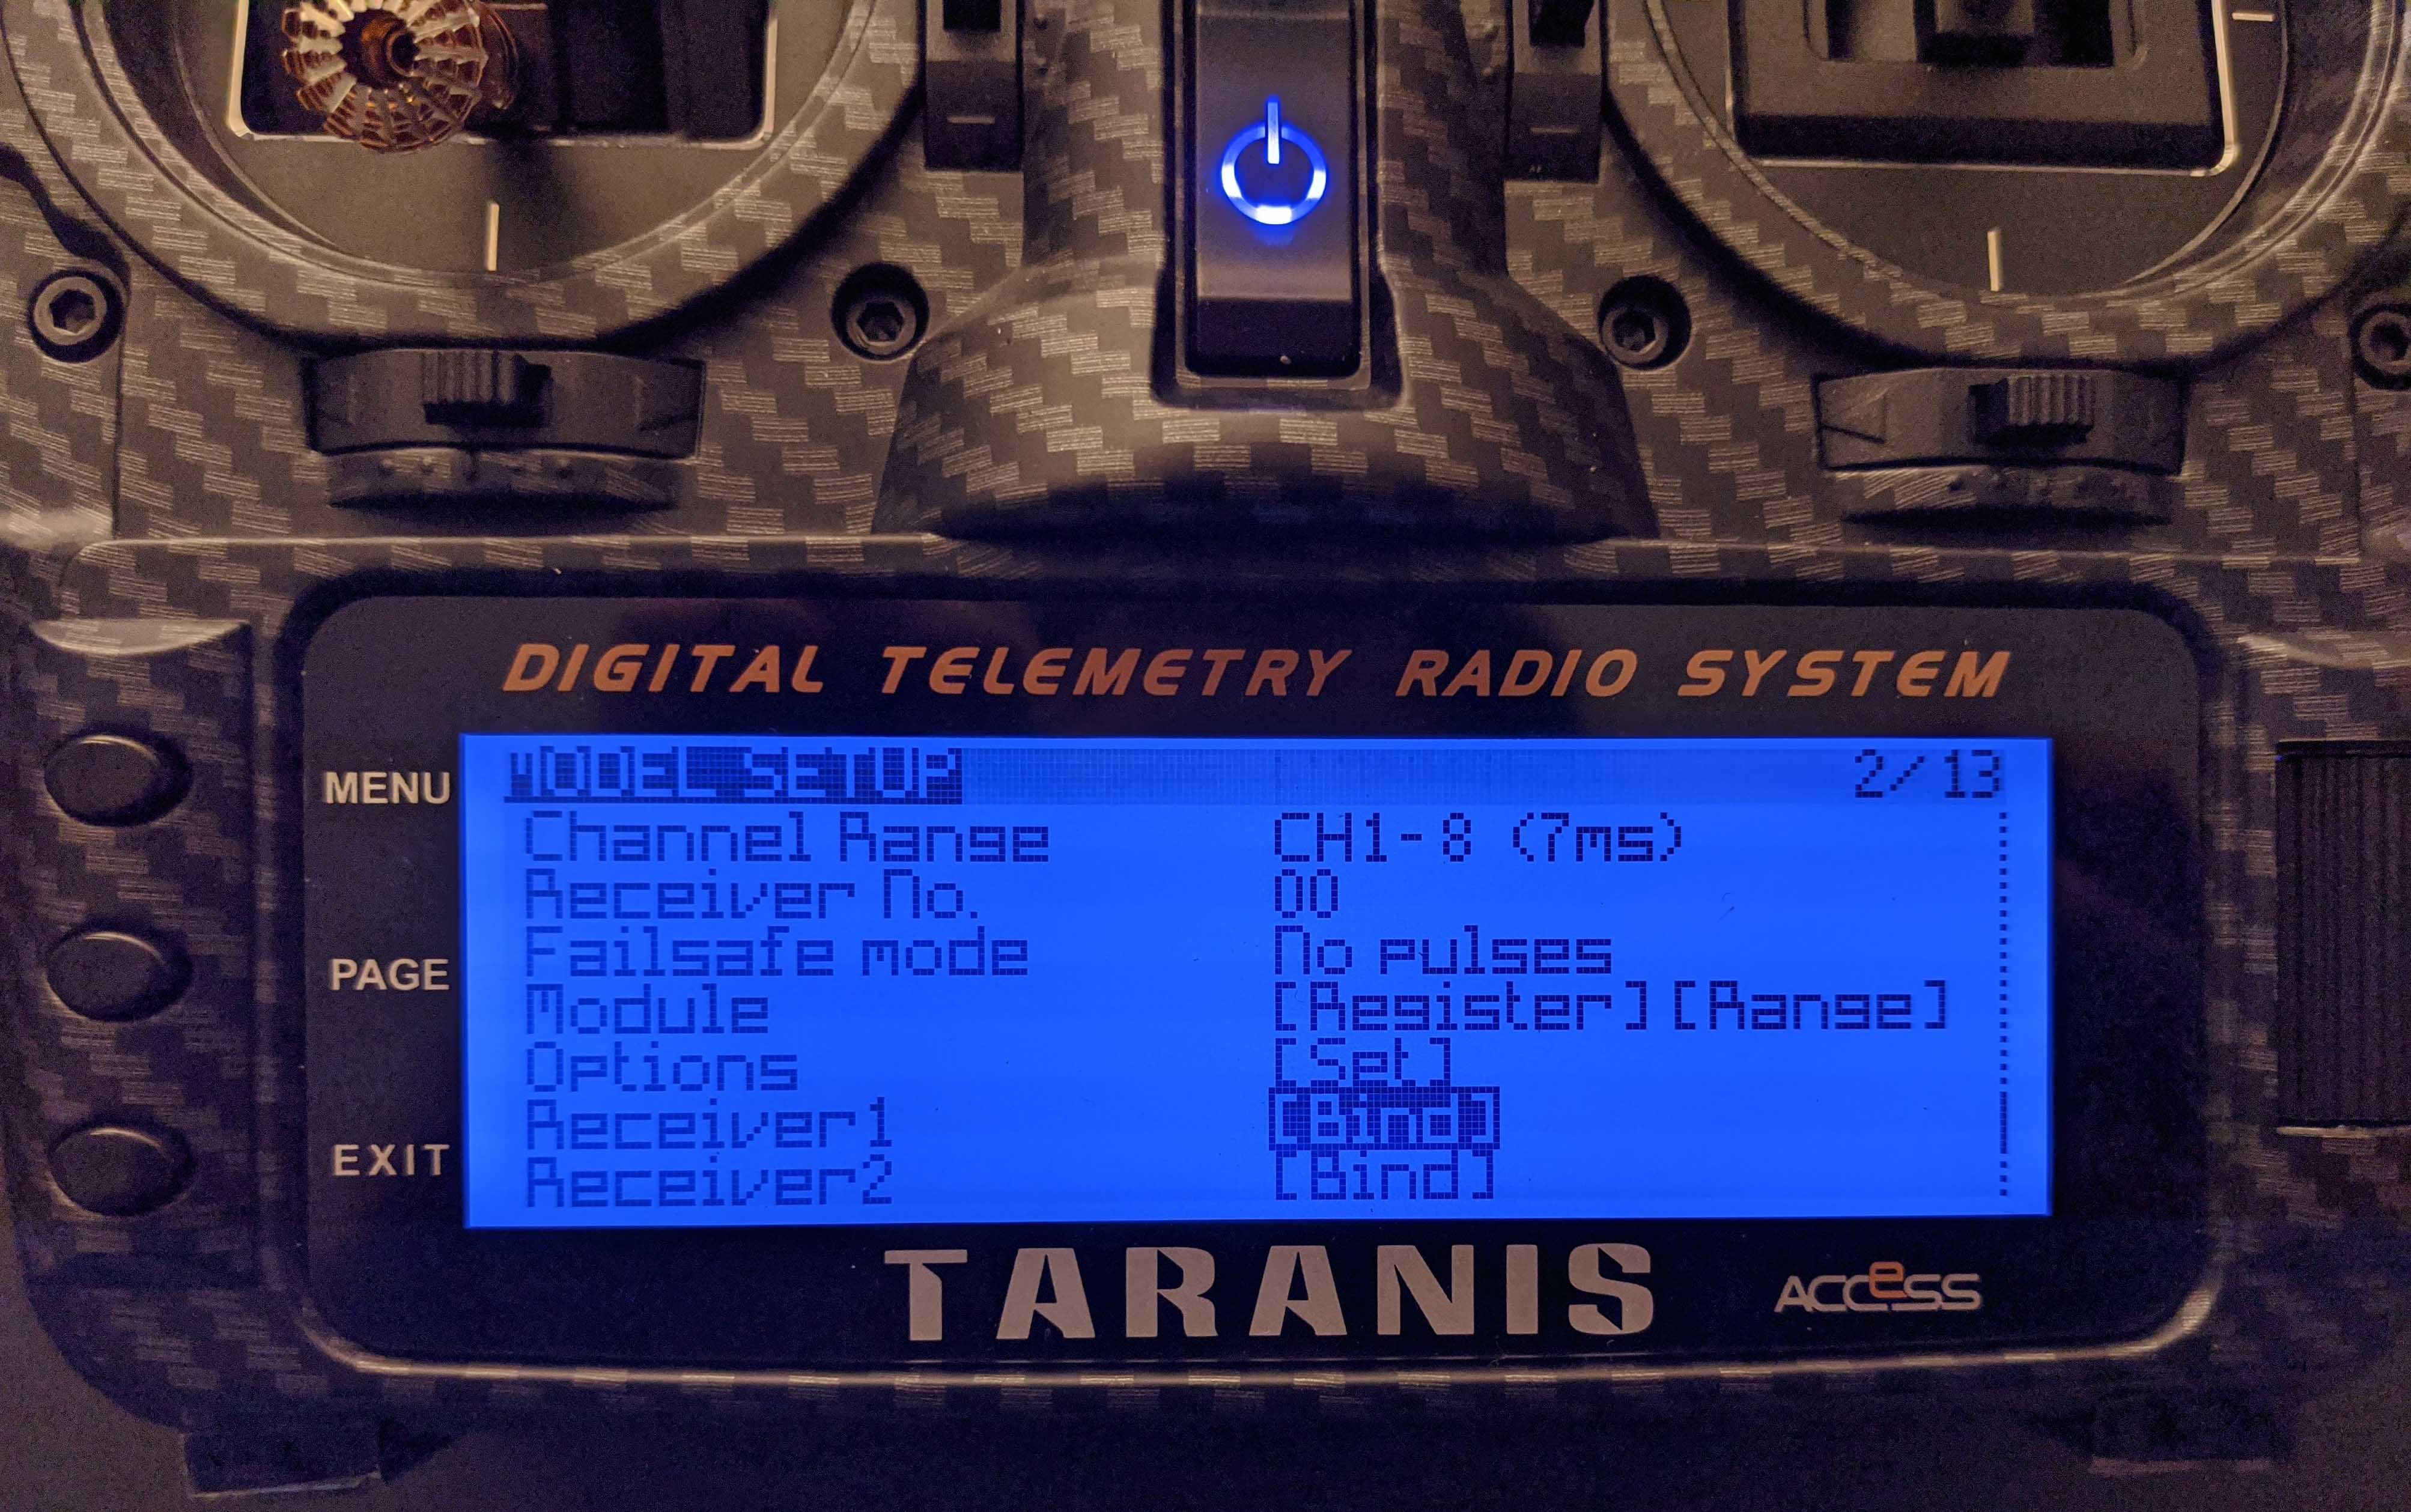 DIGITAL TELEMETRY RADIO SYSTEM
MENU
PAGE
EXIT
MODEL SETUP 2/13
Channel Range CH1-8 (7ms)
Receiver No. 00
Failsafe mode No pulses
Module [Register] [Range]
Options [Set]
Receiver1 [Bind]
Receiver2 [Bind]
TARANIS ACCeSS